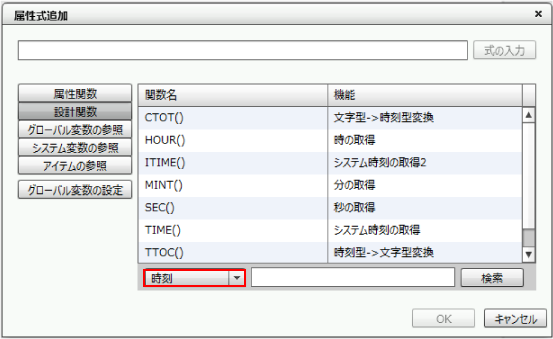 属性式追加
式の入力
属性関数
設計関数
グローバル変数の参照
システム変数の参照
アイテムの参照
グローバル変数の設定
関数名 機能
CTOT() 文字型->時刻型変換
HOUR() 時の取得
ITIME() システム時刻の取得2
MINT() 分の取得
SEC() 秒の取得
TIME() システム時刻の取得
TTOC() 時刻型->文字型変換
時刻 検索
OK キャンセル